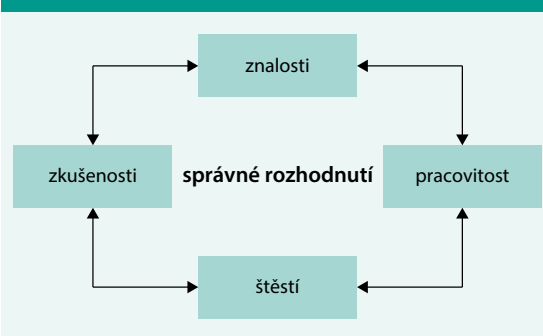 znalosti
zkušenosti
správné rozhodnutí
pracovitost
štěstí